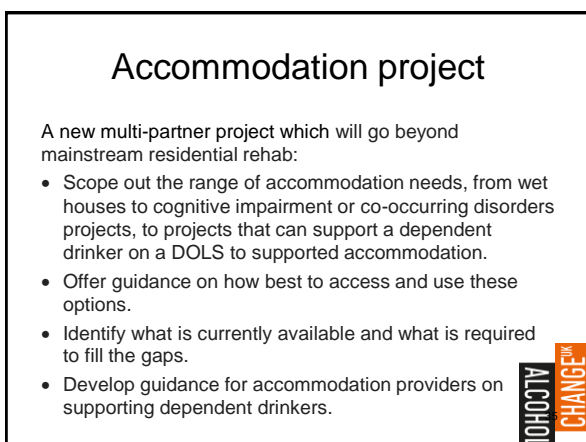 Accommodation project
A new multi-partner project which will go beyond
mainstream residential rehab:
• Scope out the range of accommodation needs, from wet
houses to cognitive impairment or co-occurring disorders
projects, to projects that can support a dependent
drinker on a DOLS to supported accommodation.
• Offer guidance on how best to access and use these
options.
• Identify what is currently available and what is required
to fill the gaps.
• Develop guidance for accommodation providers on
supporting dependent drinkers.
ALCOHOL
CHANGE UK